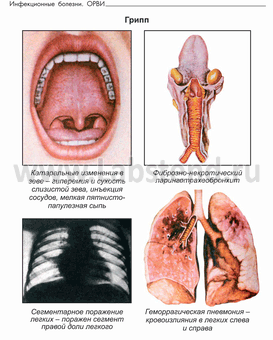 Инфекционные болезни. ОРВИ
Грипп
Катаральные изменения в
зеве – гиперемия и сухость
слизистой зева, инъекция
сосудов, мелкая пятнисто-
папулезная сыпь
Фиброзно-некротический
ларинготрахеобронхит
Сегментарное поражение
легких – поражен сегмент
правой доли легкого
Геморрагическая пневмония –
кровоизлияния в легких слева
и справа